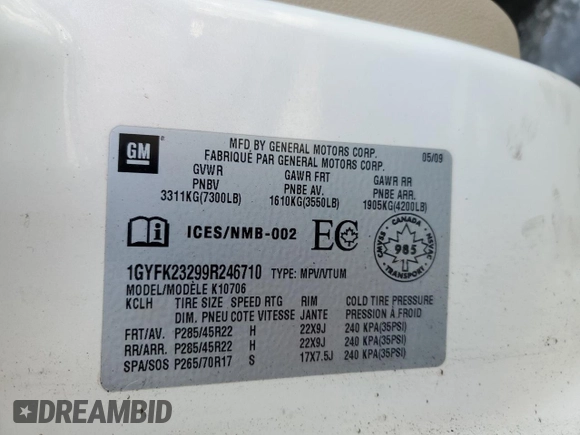 GM
MFD BY GENERAL MOTORS CORP.
FABRIQUÉ PAR GENERAL MOTORS CORP.
05/09
GVWR GAWR FRT GAWR RR
PNBV PNBE AV. PNBE ARR.
3311KG(7300LB) 1610KG(3550LB) 1905KG(4200LB)
ICES/NMB-002 EC
CANADA
985
NSVAC
1GYFK23299R246710 TYPE: MPV/VTUM
MODEL/MODÈLE K10706
KCLH TIRE SIZE SPEED RTG RIM COLD TIRE PRESSURE
DIM. PNEU COTE VITESSE JANTE PRESSION À FROID
FRT/AV. P285/45R22 H 22X9J 240 KPA(35PSI)
RR/ARR. P285/45R22 H 22X9J 240 KPA(35PSI)
SPA/SOS P265/70R17 S 17X7.5J 240 KPA(35PSI)
DREAMBID